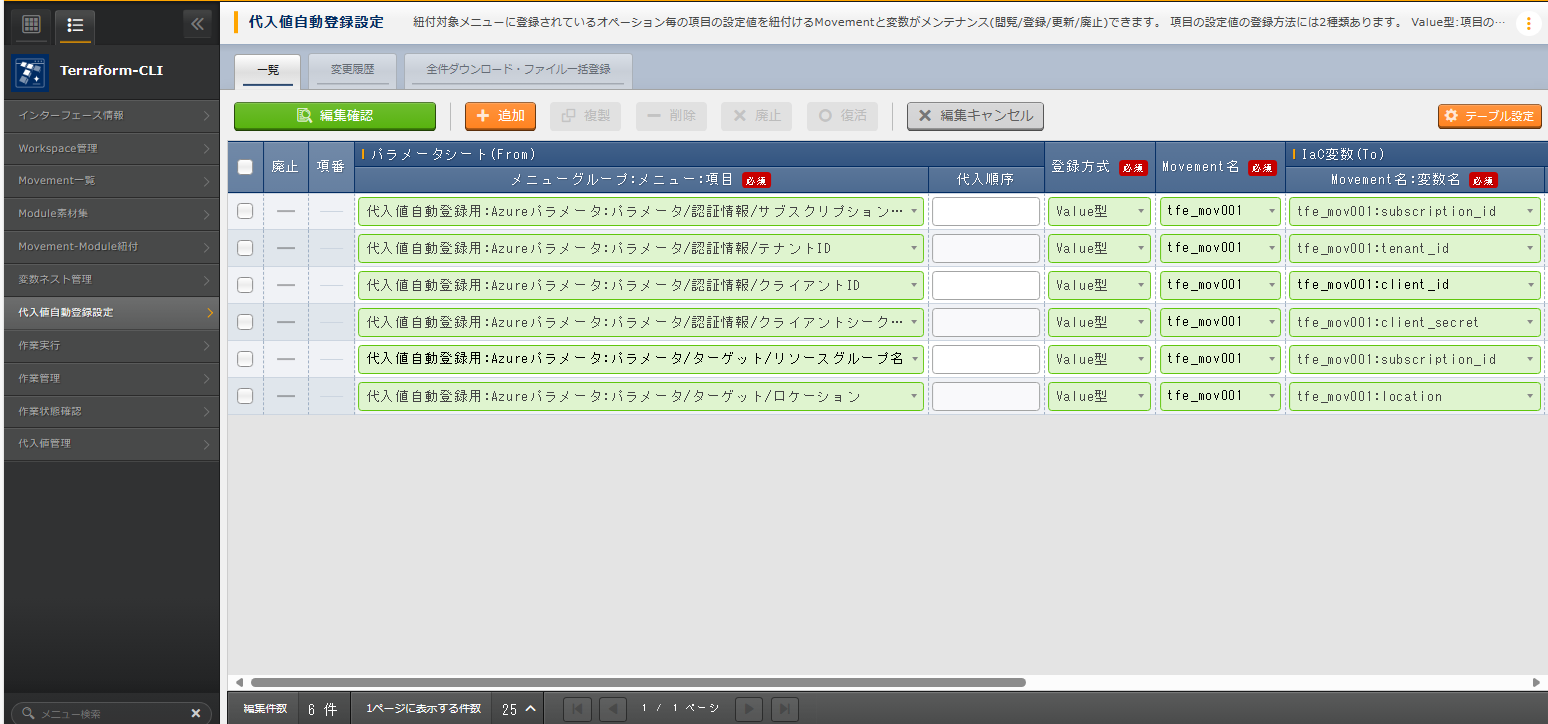 代入値自動登録設定 紐付対象メニューに登録されているオペーション毎の項目の設定値を紐付けるMovementと変数がメンテナンス(閲覧/登録/更新/廃止)できます。 項目の設定値の登録方法には2種類あります。 Value型:項目の…
Terraform-CLI
インターフェース情報
Workspace管理
Movement一覧
Module素材集
Movement-Module紐付
変数ネスト管理
代入値自動登録設定
作業実行
作業管理
作業状態確認
代入値管理
メニュー検索
一覧 変更履歴 全件ダウンロード・ファイル一括登録
編集確認 追加 複製 削除 廃止 復活 編集キャンセル テーブル設定
廃止 項番 パラメータシート(From) 登録方式 必須 Movement名 必須 IaC変数(To)
メニューグループ:メニュー:項目 必須 代入順序 Movement名:変数名 必須
代入値自動登録用:Azureパラメータ:パラメータ/認証情報/サブスクリプション… Value型 tfe_mov001 tfe_mov001:subscription_id
代入値自動登録用:Azureパラメータ:パラメータ/認証情報/テナントID Value型 tfe_mov001 tfe_mov001:tenant_id
代入値自動登録用:Azureパラメータ:パラメータ/認証情報/クライアントID Value型 tfe_mov001 tfe_mov001:client_id
代入値自動登録用:Azureパラメータ:パラメータ/認証情報/クライアントシーク… Value型 tfe_mov001 tfe_mov001:client_secret
代入値自動登録用:Azureパラメータ:パラメータ/ターゲット/リソースグループ名 Value型 tfe_mov001 tfe_mov001:subscription_id
代入値自動登録用:Azureパラメータ:パラメータ/ターゲット/ロケーション Value型 tfe_mov001 tfe_mov001:location
編集件数 6 件 1ページに表示する件数 25 1 / 1 ページ